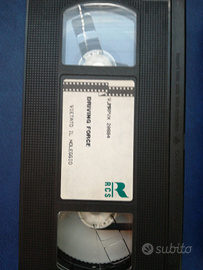 DRIVING FORCE
VIETATO IL NOLEGGIO
RCS
subito